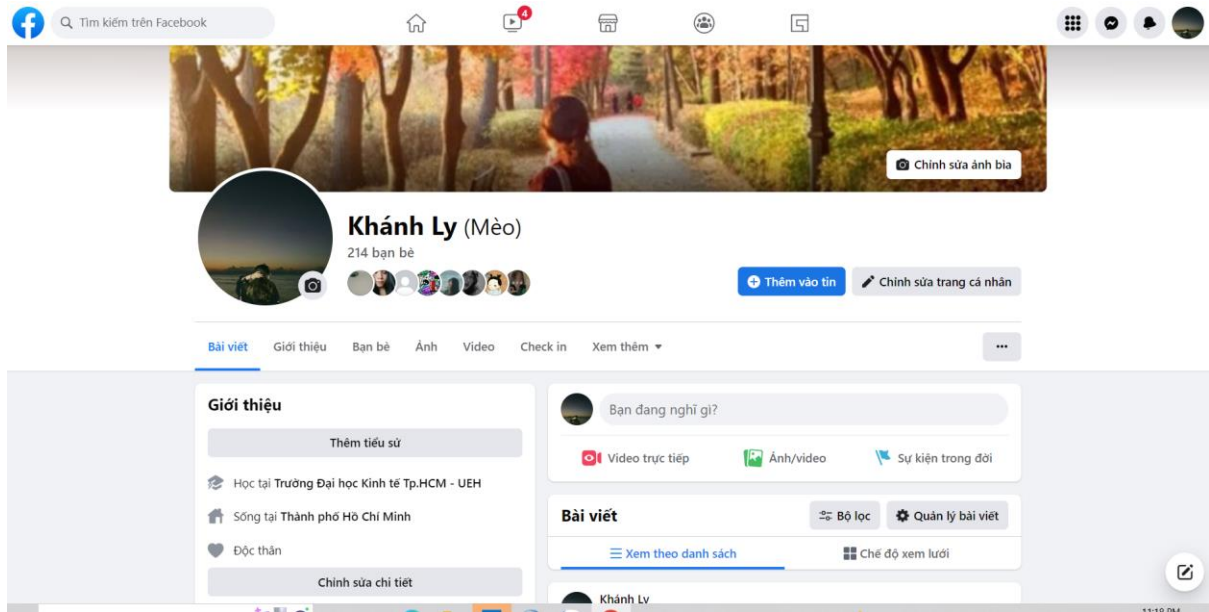 Tìm kiếm trên Facebook
4
Chỉnh sửa ảnh bìa
Khánh Ly (Mèo)
214 bạn bè
Thêm vào tin
Chỉnh sửa trang cá nhân
Bài viết Giới thiệu Bạn bè Ảnh Video Check in Xem thêm
Giới thiệu
Thêm tiểu sử
Học tại Trường Đại học Kinh tế Tp.HCM - UEH
Sống tại Thành phố Hồ Chí Minh
Độc thân
Chỉnh sửa chi tiết
Bạn đang nghĩ gì?
Video trực tiếp Ảnh/video Sự kiện trong đời
Bài viết
Bộ lọc Quản lý bài viết
Xem theo danh sách Chế độ xem lưới
Khánh Ly
11:18 PM